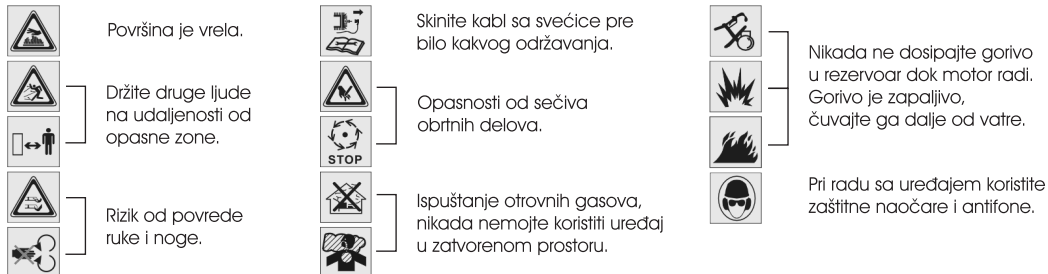 Površina je vrela.
Držite druge ljude
na udaljenosti od
opasne zone.
Rizik od povrede
ruke i noge.
Skinite kabl sa svećice pre
bilo kakvog održavanja.
Opasnosti od sečiva
obrtnih delova.
STOP
Ispuštanje otrovnih gasova,
nikada nemojte koristiti uređaj
u zatvorenom prostoru.
Nikada ne dosipajte gorivo
u rezervoar dok motor radi.
Gorivo je zapaljivo,
čuvajte ga dalje od vatre.
Pri radu sa uređajem koristite
zaštitne naočare i antifone.